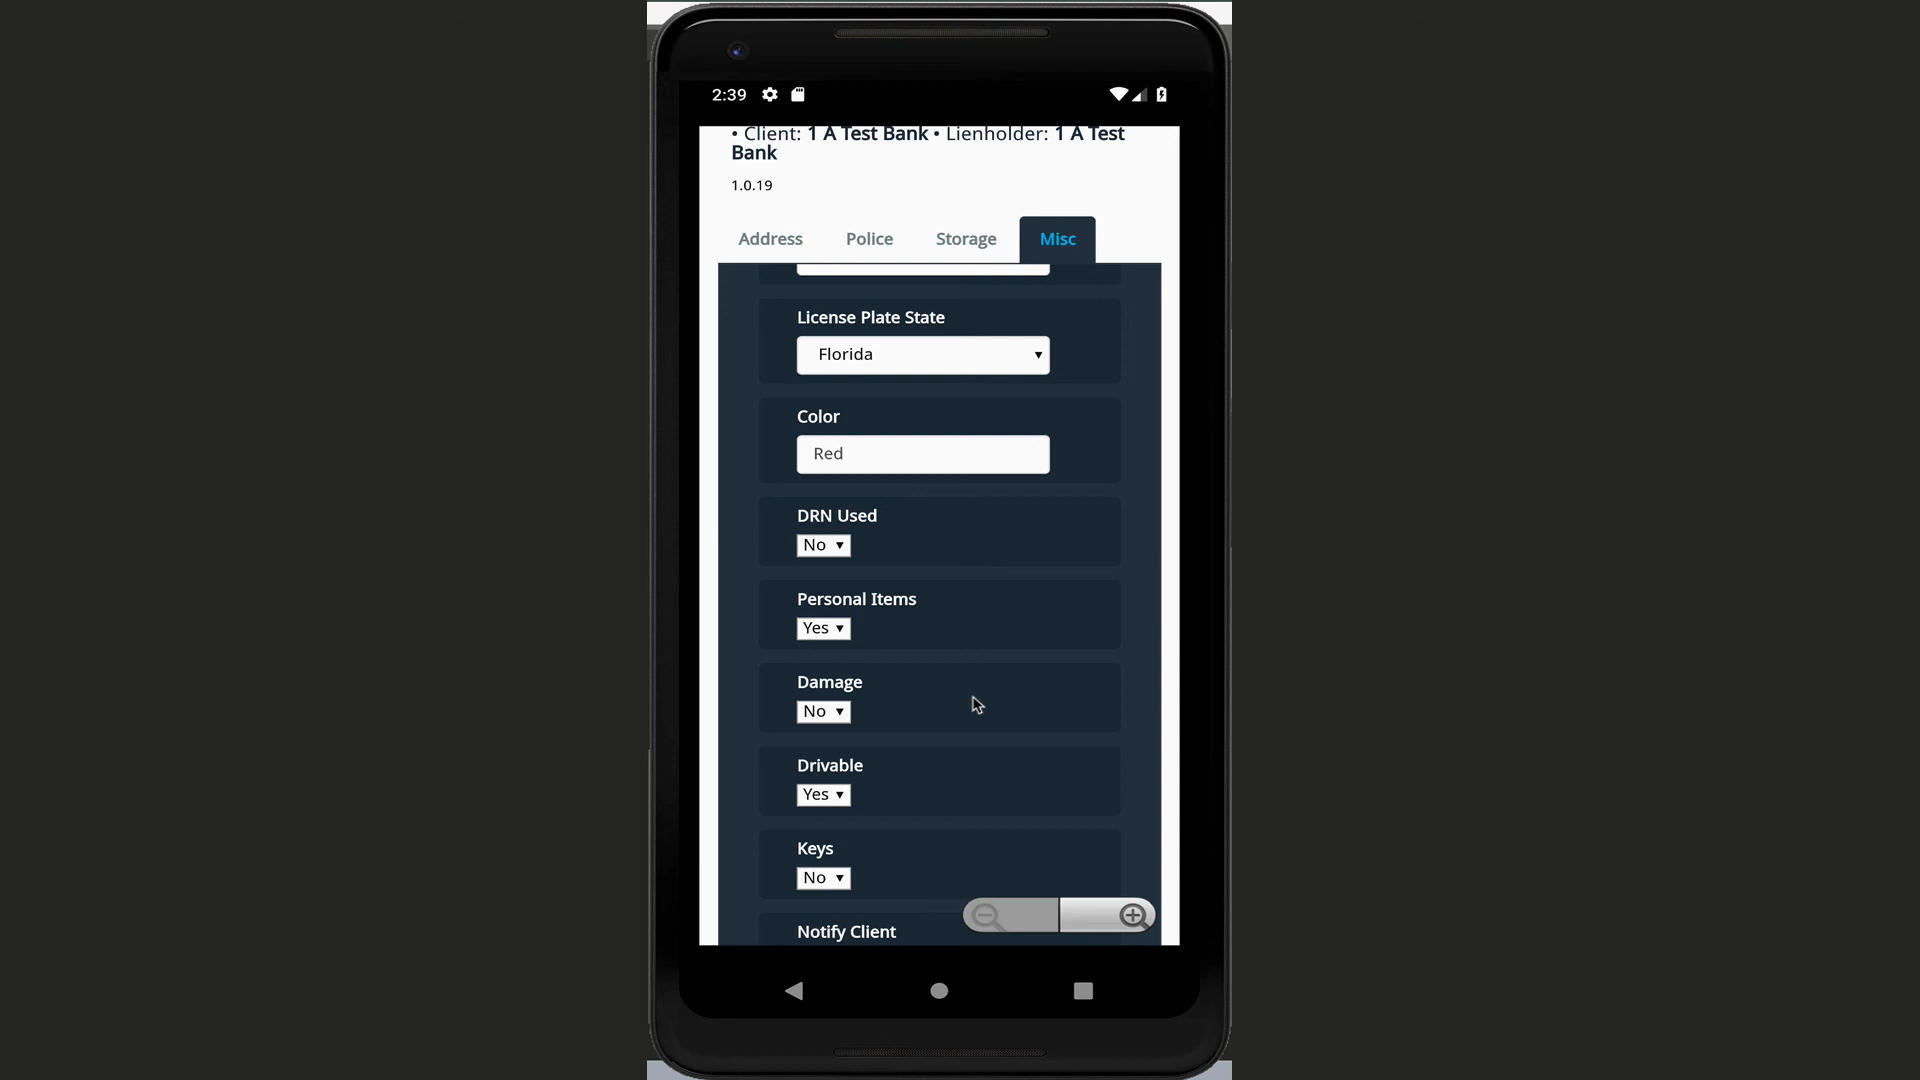 2:39
• Client: 1 A Test Bank • Lienholder: 1 A Test
Bank
1.0.19
Address Police Storage Misc
License Plate State
Florida
Color
Red
DRN Used
No
Personal Items
Yes
Damage
No
Drivable
Yes
Keys
No
Notify Client